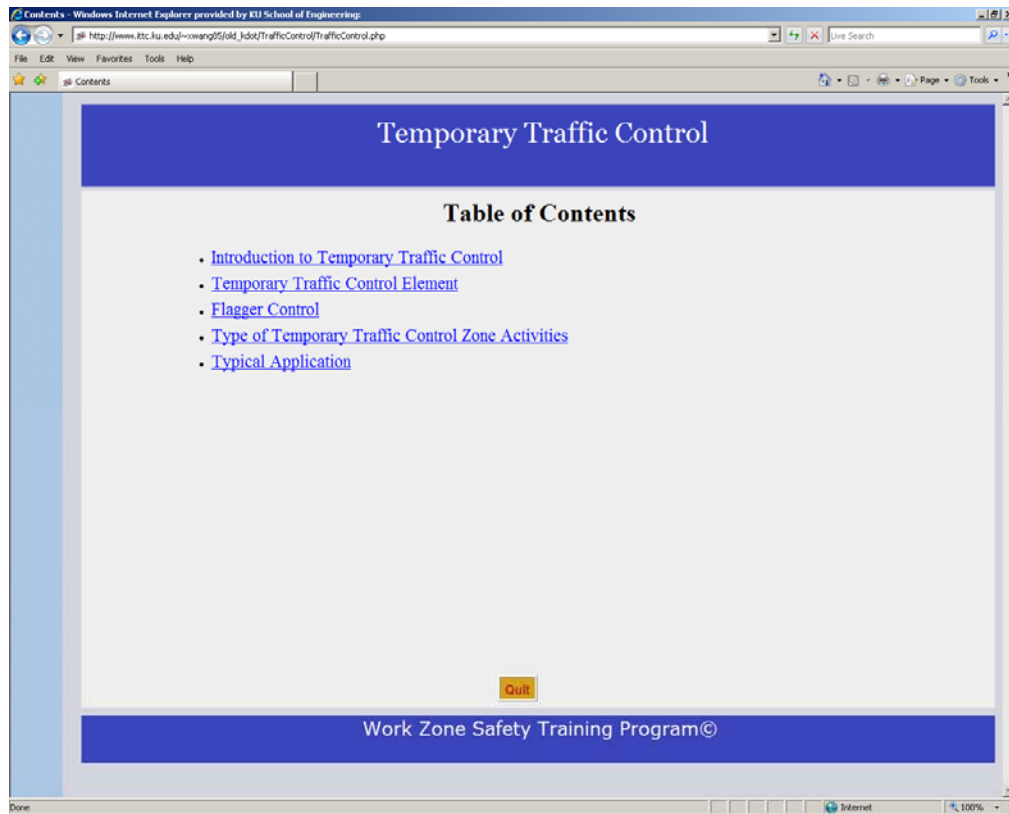 Contents - Windows Internet Explorer provided by KU School of Engineering:
http://www.ittc.ku.edu/~xwang05/old_kdot/TrafficControl/TrafficControl.php
Live Search
File Edit View Favorites Tools Help
Contents
Page Tools
Temporary Traffic Control
Table of Contents
• Introduction to Temporary Traffic Control
• Temporary Traffic Control Element
• Flagger Control
• Type of Temporary Traffic Control Zone Activities
• Typical Application
Quit
Work Zone Safety Training Program©
Done Internet 100%